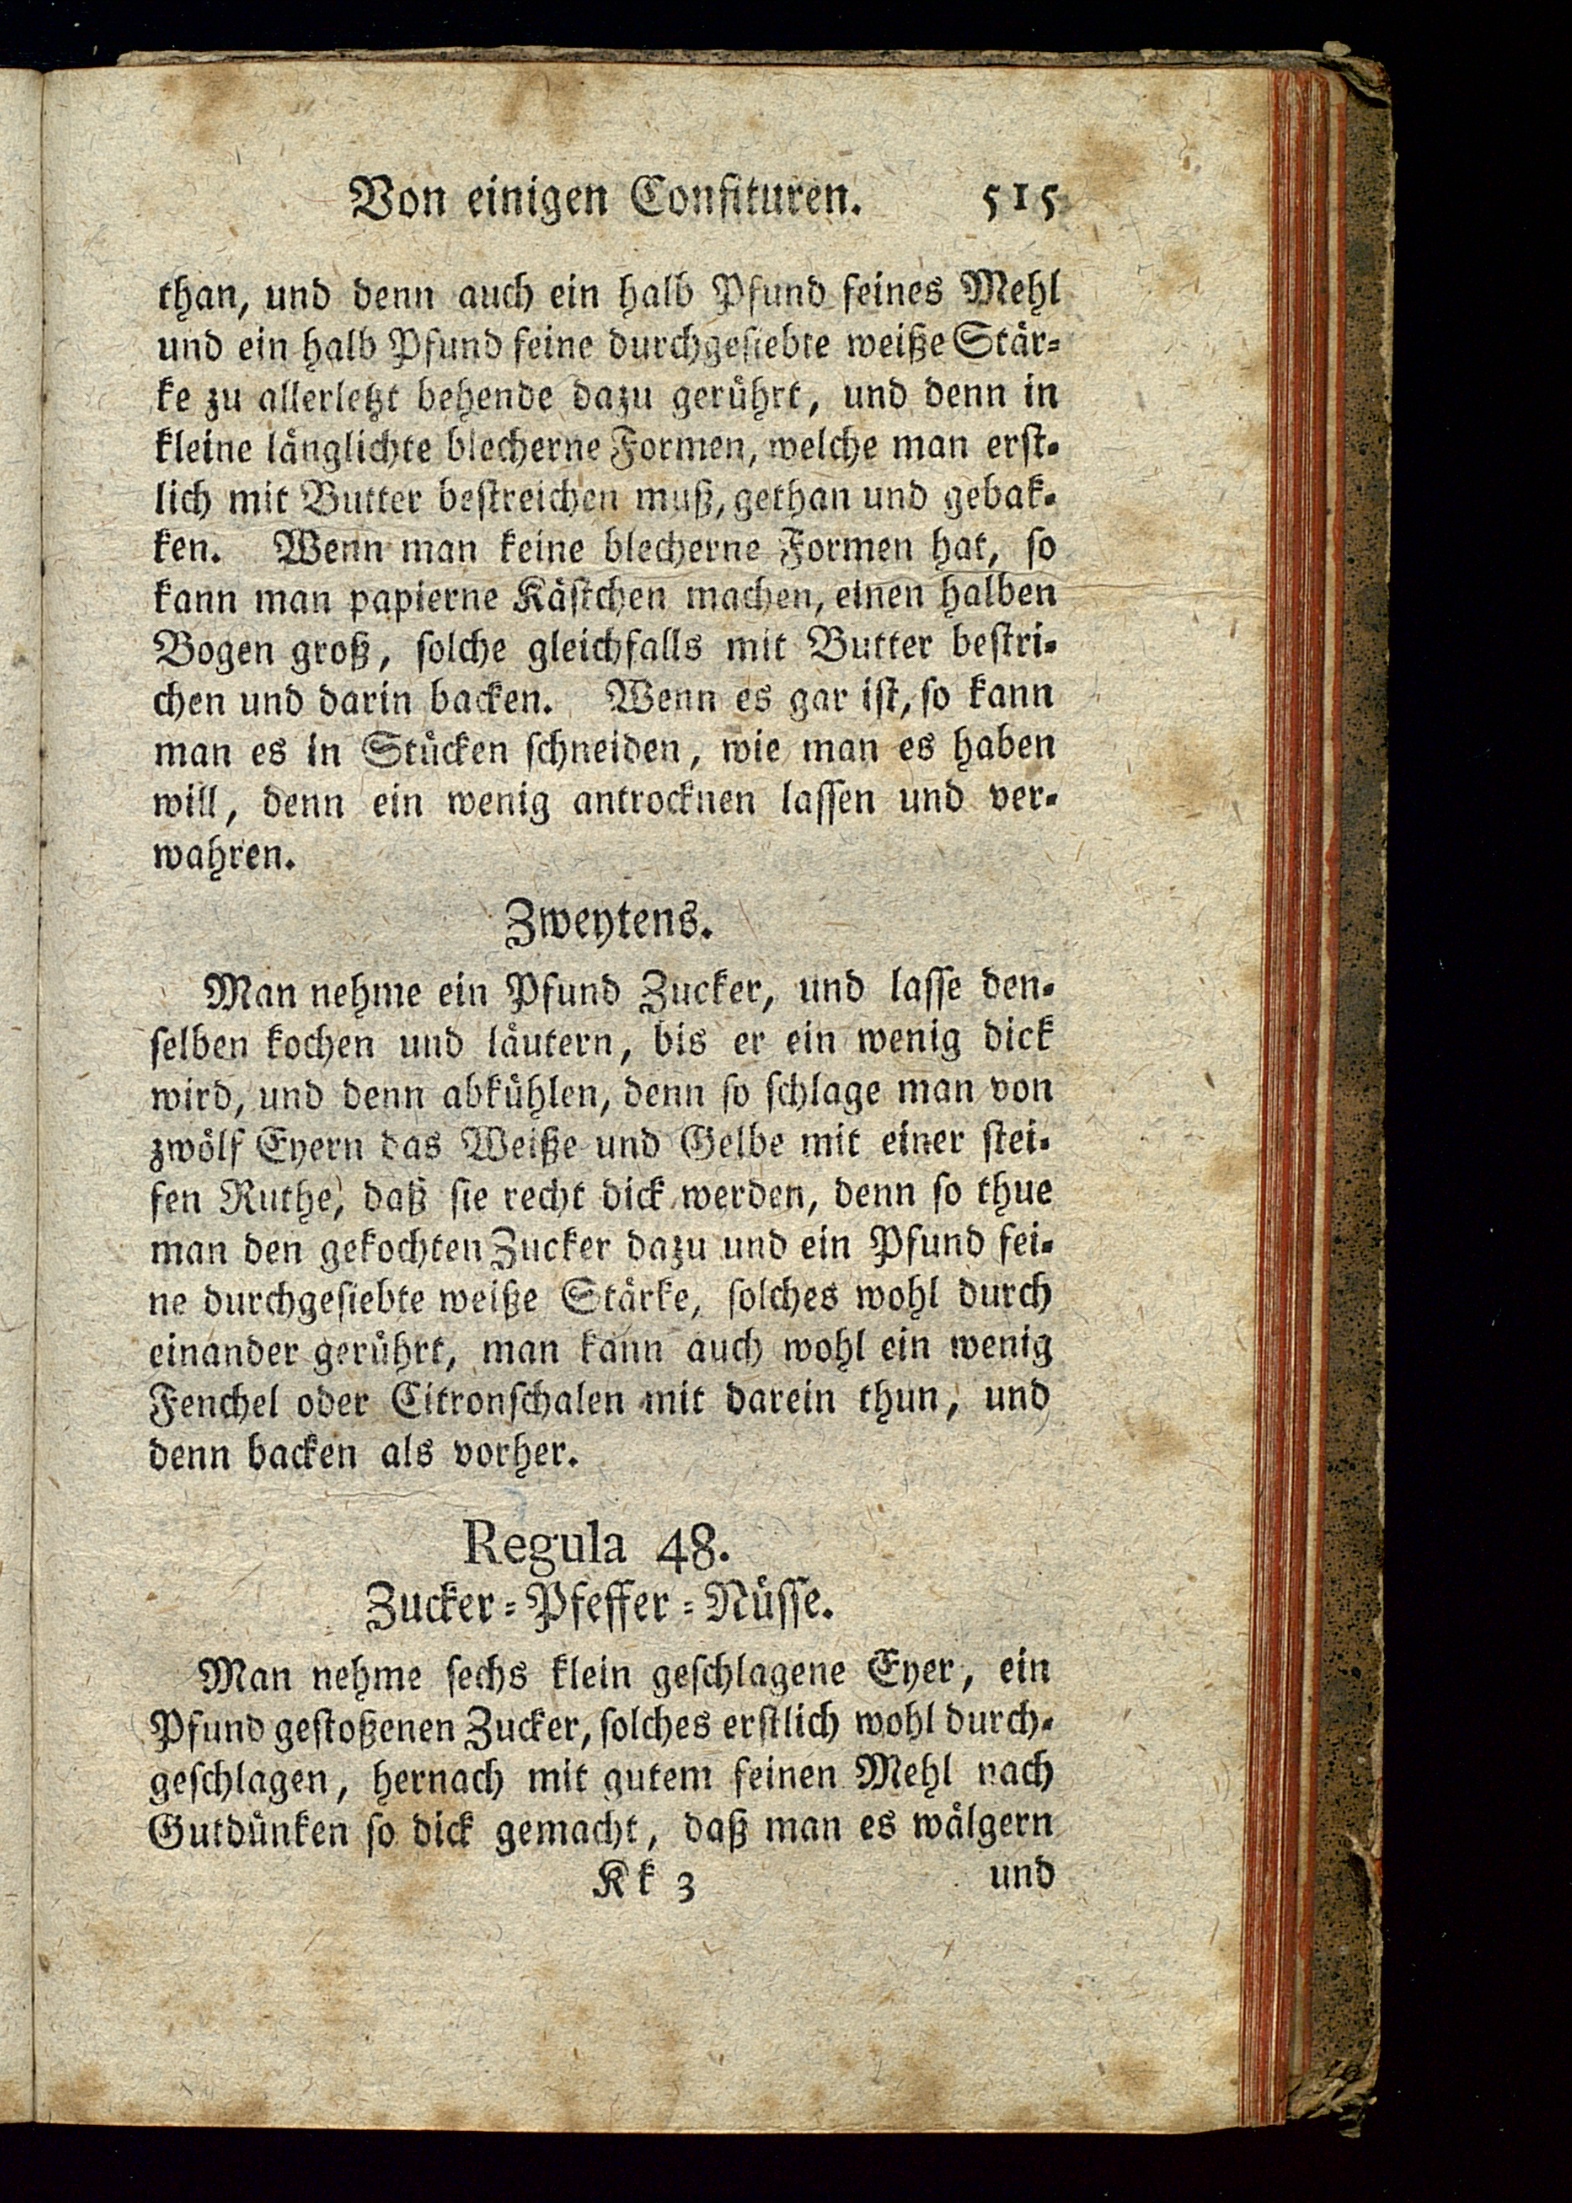 Von einigen Confituren. 515
than, und denn auch ein halb Pfund feines Mehl
und ein halb Pfund feine durchgesiebte weiße Stär-
ke zu allerletzt behende dazu gerührt, und denn in
kleine länglichte blecherne Formen, welche man erst-
lich mit Butter bestreichen muß, gethan und gebak-
ken. Wenn man keine blecherne Formen hat, so
kann man papierne Kästchen machen, einen halben
Bogen groß, solche gleichfalls mit Butter bestri-
chen und darin backen. Wenn es gar ist, so kann
man es in Stücken schneiden, wie man es haben
will, denn ein wenig antrocknen lassen und ver-
wahren.
Zweytens.
Man nehme ein Pfund Zucker, und lasse den-
selben kochen und läutern, bis er ein wenig dick
wird, und denn abkühlen, denn so schlage man von
zwölf Eyern das Weiße und Gelbe mit einer stei-
fen Ruthe, daß sie recht dick werden, denn so thue
man den gekochten Zucker dazu und ein Pfund fei-
ne durchgesiebte weiße Stärke, solches wohl durch
einander gerührt, man kann auch wohl ein wenig
Fenchel oder Citronschalen mit darein thun, und
denn backen als vorher.
Regula 48.
Zucker-Pfeffer-Nüsse.
Man nehme sechs klein geschlagene Eyer, ein
Pfund gestoßenen Zucker, solches erstlich wohl durch-
geschlagen, hernach mit gutem feinen Mehl nach
Gutdünken so dick gemacht, daß man es wälgern
Kk 3 und